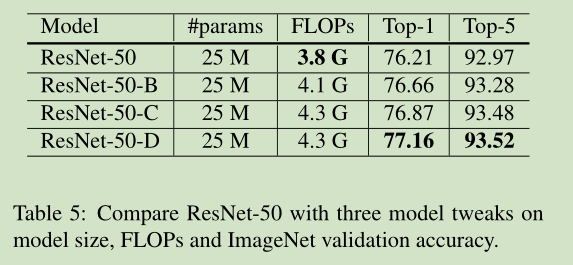 Model #params FLOPs Top-1 Top-5
ResNet-50 25 M 3.8 G 76.21 92.97
ResNet-50-B 25 M 4.1 G 76.66 93.28
ResNet-50-C 25 M 4.3 G 76.87 93.48
ResNet-50-D 25 M 4.3 G 77.16 93.52
Table 5: Compare ResNet-50 with three model tweaks on
model size, FLOPs and ImageNet validation accuracy.